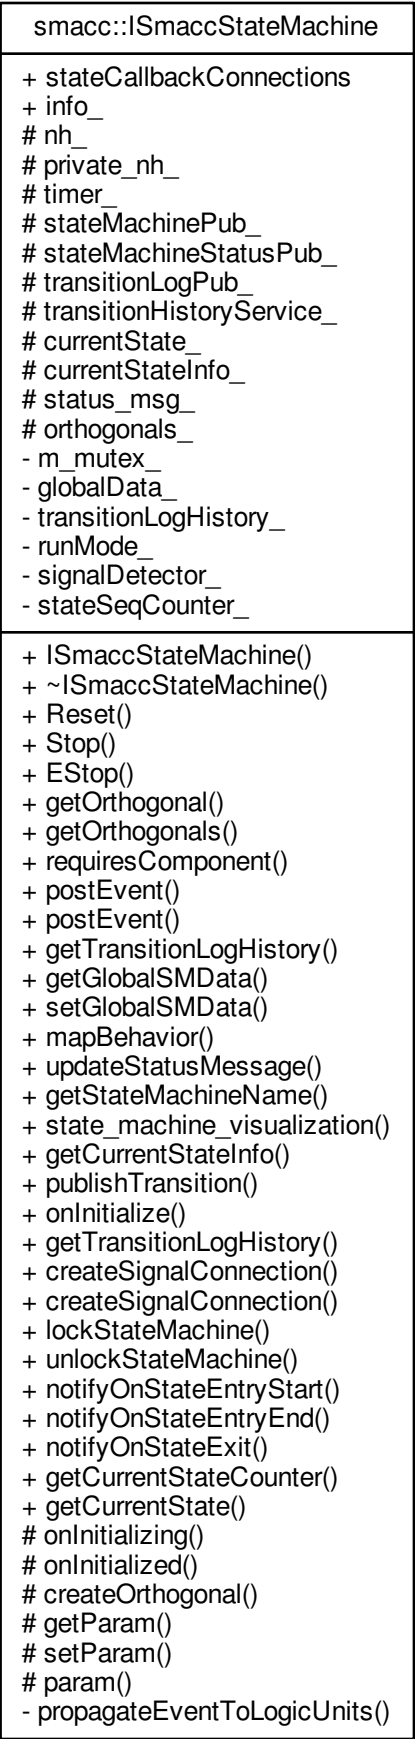 smacc::ISmaccStateMachine
+ stateCallbackConnections
+ info_
# nh_
# private_nh_
# timer_
# stateMachinePub_
# stateMachineStatusPub_
# transitionLogPub_
# transitionHistoryService_
# currentState_
# currentStateInfo_
# status_msg_
# orthogonals_
- m_mutex_
- globalData_
- transitionLogHistory_
- runMode_
- signalDetector_
- stateSeqCounter_
+ ISmaccStateMachine()
+ ~ISmaccStateMachine()
+ Reset()
+ Stop()
+ EStop()
+ getOrthogonal()
+ getOrthogonals()
+ requiresComponent()
+ postEvent()
+ postEvent()
+ getTransitionLogHistory()
+ getGlobalSMData()
+ setGlobalSMData()
+ mapBehavior()
+ updateStatusMessage()
+ getStateMachineName()
+ state_machine_visualization()
+ getCurrentStateInfo()
+ publishTransition()
+ onInitialize()
+ getTransitionLogHistory()
+ createSignalConnection()
+ createSignalConnection()
+ lockStateMachine()
+ unlockStateMachine()
+ notifyOnStateEntryStart()
+ notifyOnStateEntryEnd()
+ notifyOnStateExit()
+ getCurrentStateCounter()
+ getCurrentState()
# onInitializing()
# onInitialized()
# createOrthogonal()
# getParam()
# setParam()
# param()
- propagateEventToLogicUnits()